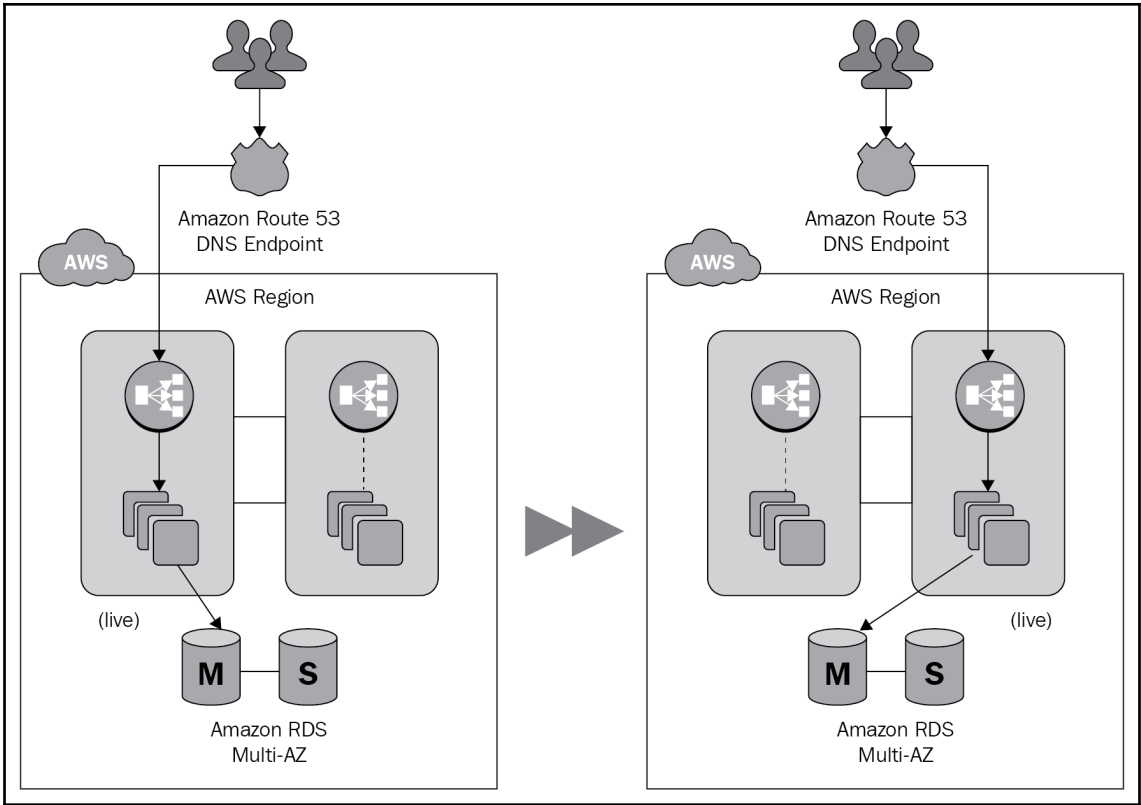 Amazon Route 53
DNS Endpoint
AWS
AWS Region
(live)
M
S
Amazon RDS
Multi-AZ
Amazon Route 53
DNS Endpoint
AWS
AWS Region
(live)
M
S
Amazon RDS
Multi-AZ